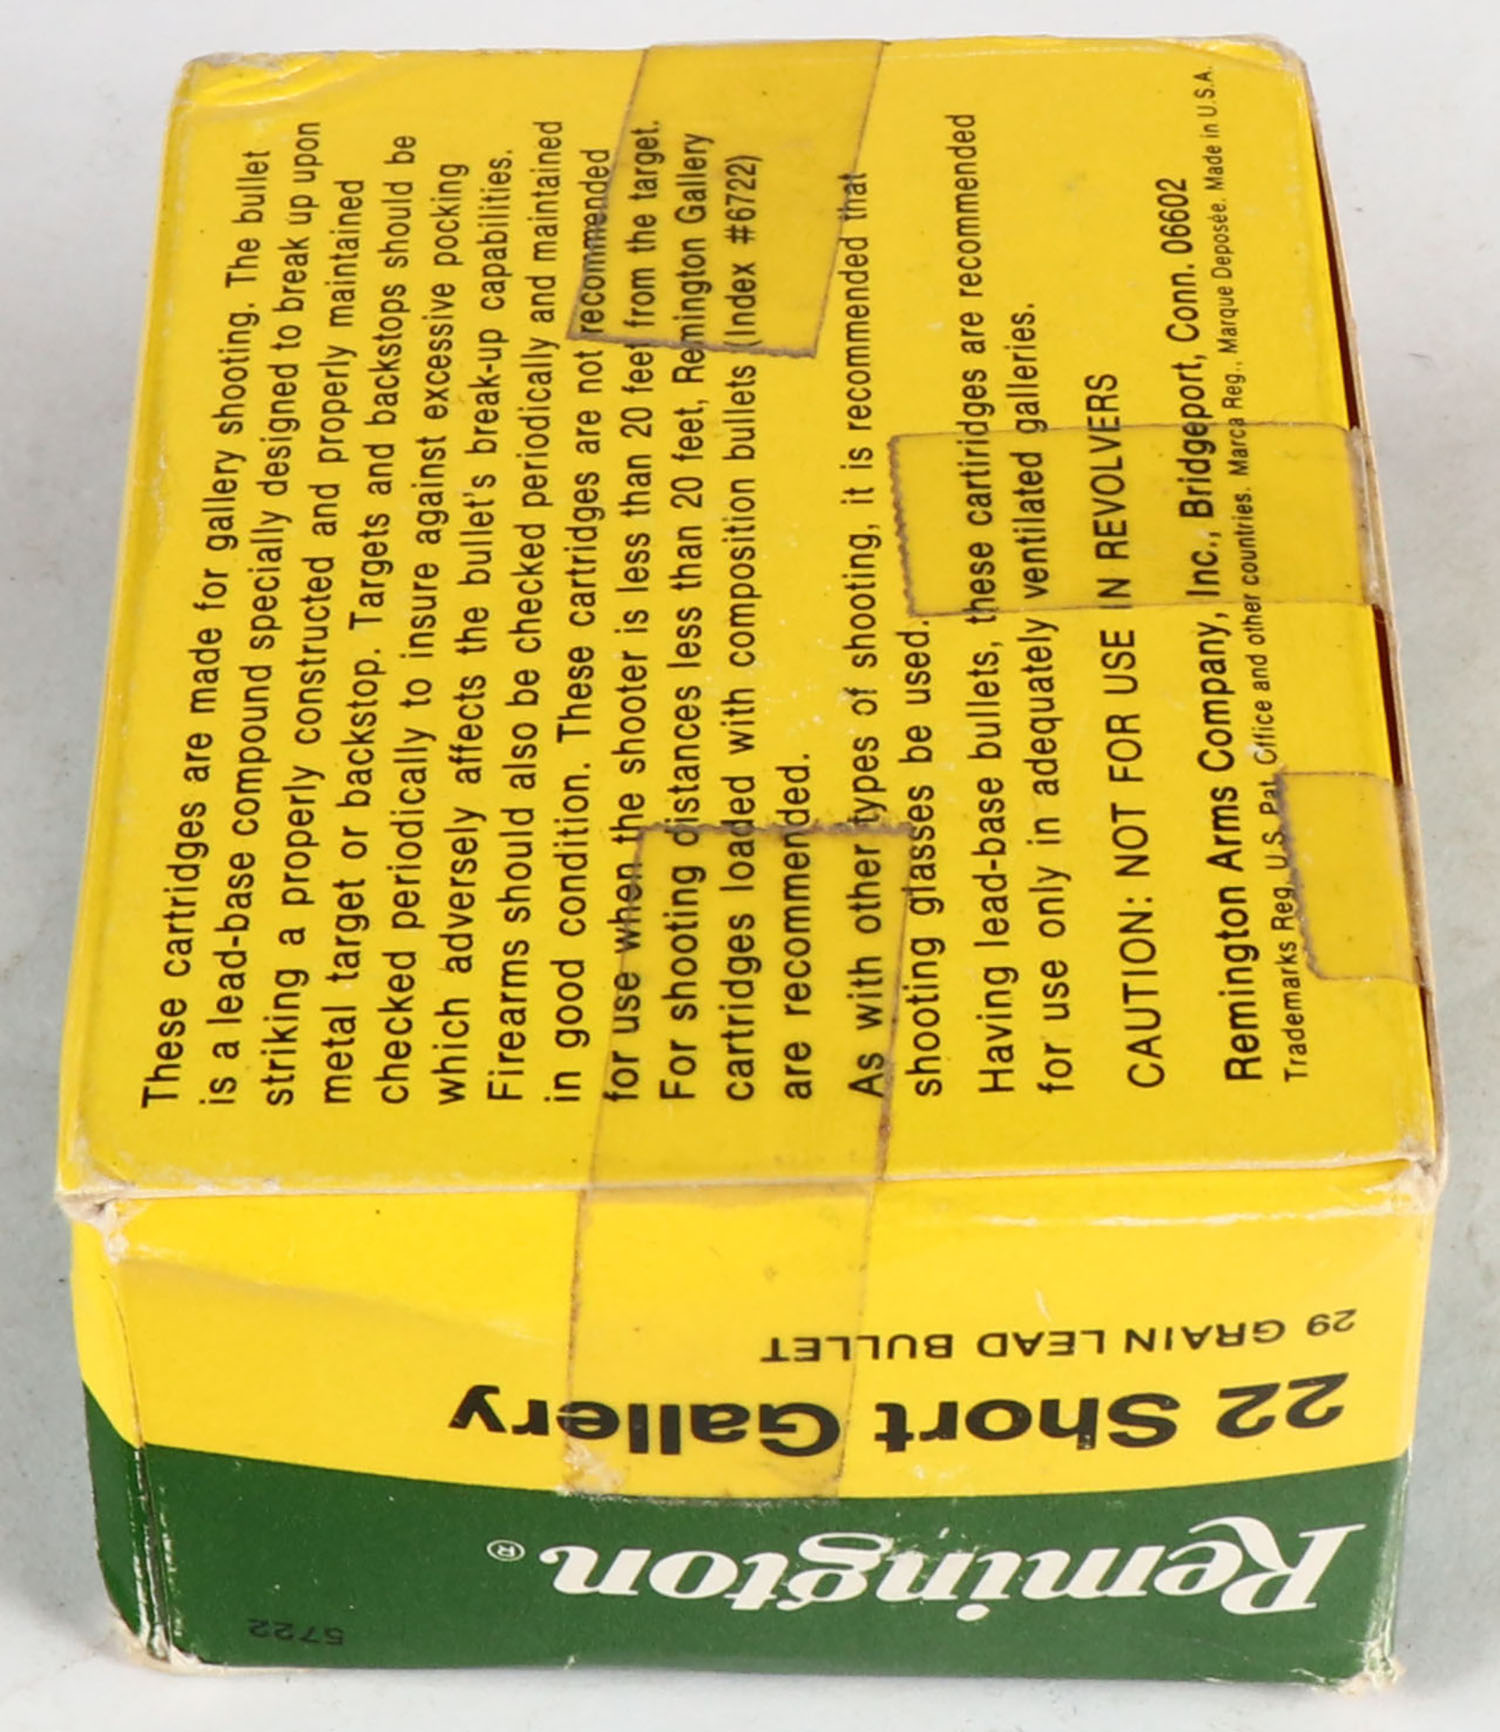 These cartridges are made for gallery shooting. The bullet
is a lead-base compound specially designed to break up upon
striking a properly constructed and properly maintained
metal target or backstop. Targets and backstops should be
checked periodically to insure against excessive pocking
which adversely affects the bullet's break-up capabilities.
Firearms should also be checked periodically and maintained
in good condition. These cartridges are not recommended
for use when the shooter is less than 20 feet from the target.
For shooting distances less than 20 feet, Remington Gallery
cartridges loaded with composition bullets (Index #6722)
are recommended.
As with other types of shooting, it is recommended that
shooting glasses be used.
Having lead-base bullets, these cartiridges are recommended
for use only in adequately ventilated galleries.
CAUTION: NOT FOR USE IN REVOLVERS
Remington Arms Company, Inc., Bridgeport, Conn. 06602
Trademarks Reg. U.S. Pat. Office and other countries. Marca Reg., Marque Deposée. Made in U.S.A.
29 GRAIN LEAD BULLET
22 Short Gallery
Remington®
5722